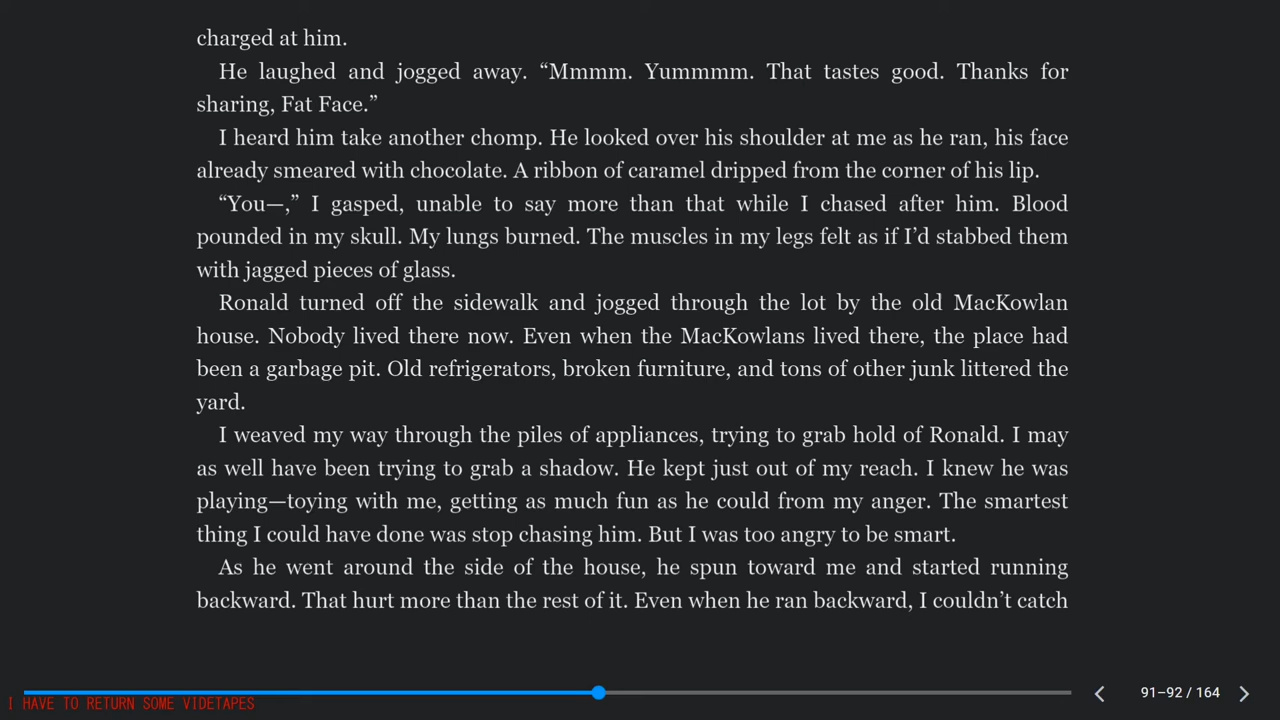 charged at him.
He laughed and jogged away. “Mmmm. Yummmm. That tastes good. Thanks for
sharing, Fat Face.”
I heard him take another chomp. He looked over his shoulder at me as he ran, his face
already smeared with chocolate. A ribbon of caramel dripped from the corner of his lip.
“You—,” I gasped, unable to say more than that while I chased after him. Blood
pounded in my skull. My lungs burned. The muscles in my legs felt as if I’d stabbed them
with jagged pieces of glass.
Ronald turned off the sidewalk and jogged through the lot by the old MacKowlan
house. Nobody lived there now. Even when the MacKowlans lived there, the place had
been a garbage pit. Old refrigerators, broken furniture, and tons of other junk littered the
yard.
I weaved my way through the piles of appliances, trying to grab hold of Ronald. I may
as well have been trying to grab a shadow. He kept just out of my reach. I knew he was
playing—toying with me, getting as much fun as he could from my anger. The smartest
thing I could have done was stop chasing him. But I was too angry to be smart.
As he went around the side of the house, he spun toward me and started running
backward. That hurt more than the rest of it. Even when he ran backward, I couldn’t catch
91–92 / 164
I HAVE TO RETURN SOME VIDETAPES